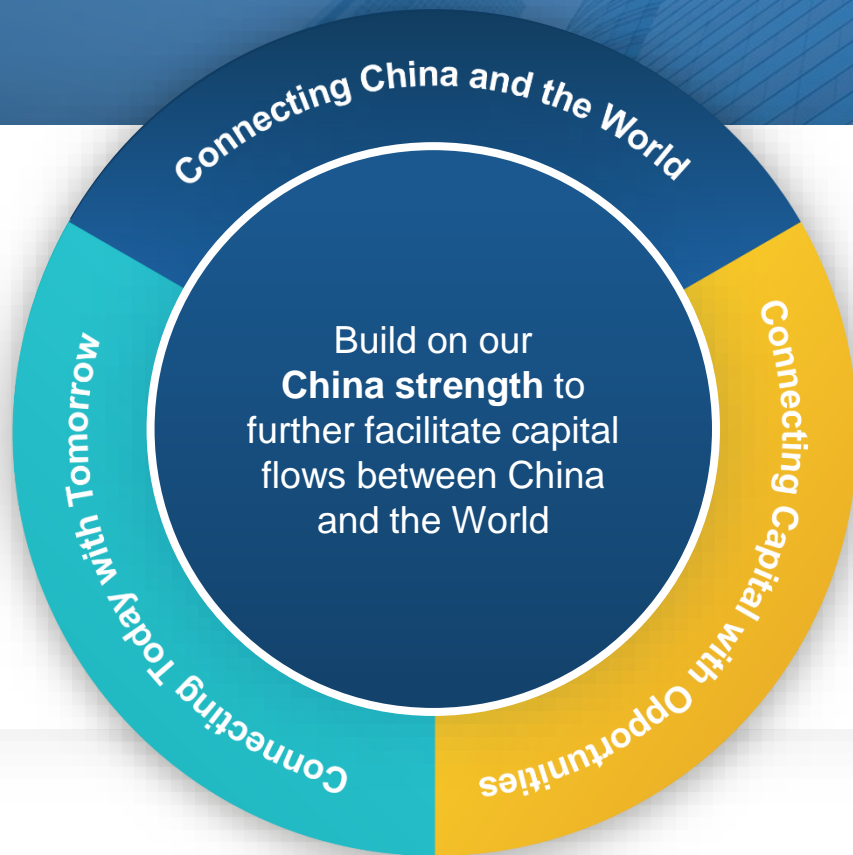 Connecting China and the World
Connecting Capital with Opportunities
Connecting Today with Tomorrow
Build on our
China strength to
further facilitate capital
flows between China
and the World